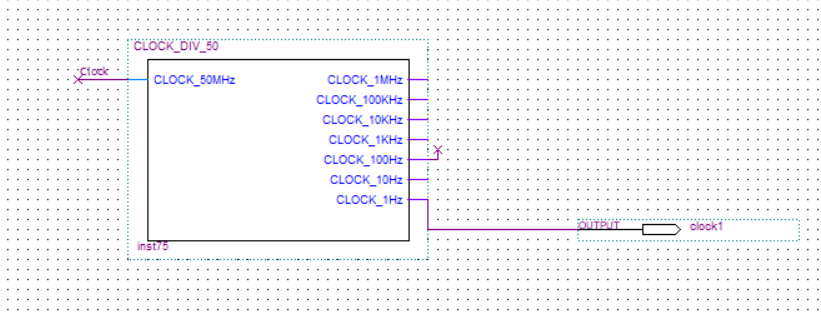 CLOCK_DIV_50
Clock
CLOCK_50MHz
CLOCK_1MHz
CLOCK_100KHz
CLOCK_10KHz
CLOCK_1KHz
CLOCK_100Hz
CLOCK_10Hz
CLOCK_1Hz
OUTPUT
clock1
inst75